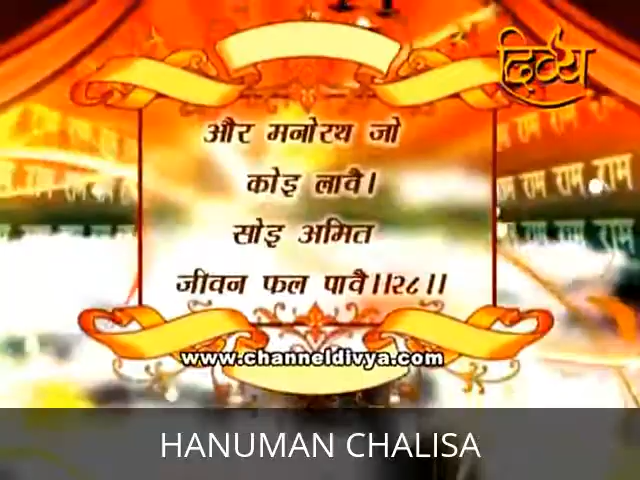 दिव्य
और मनोरथ जो
कोइ लावै।
सोइ अमित
जीवन फल पावै।।२८।।
राम राम राम
राम राम राम
www.channeldivya.com
HANUMAN CHALISA